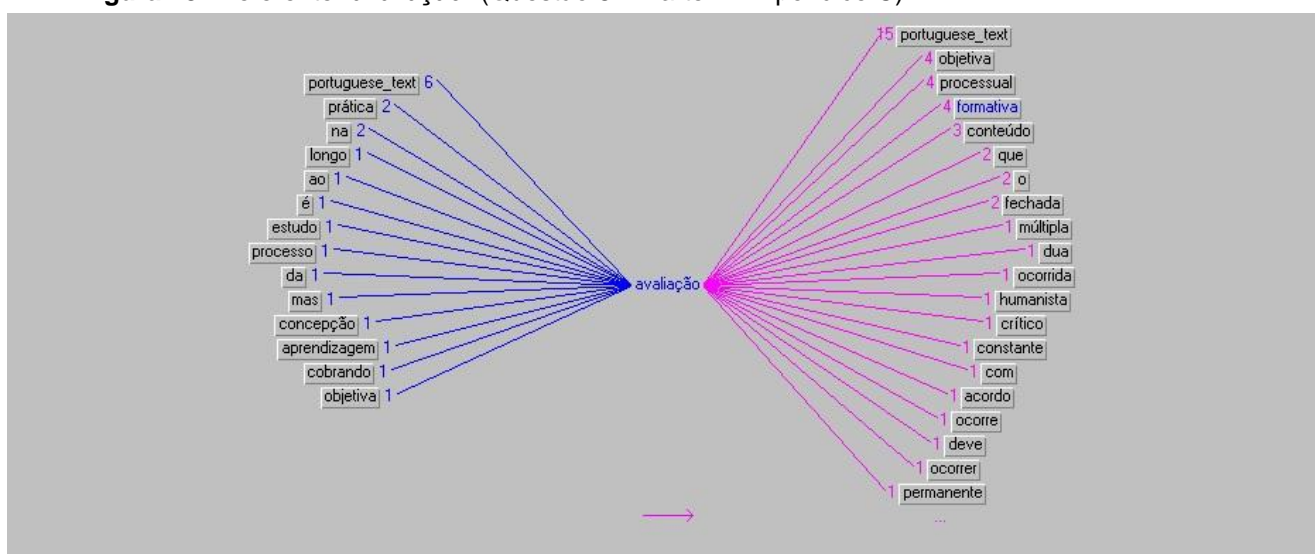 portuguese_text 6
prática 2
na 2
longo 1
ao 1
é 1
estudo 1
processo 1
da 1
mas 1
concepção 1
aprendizagem 1
cobrando 1
objetiva 1
avaliação
15 portuguese_text
4 objetiva
4 processual
4 formativa
3 conteúdo
2 que
2 o
2 fechada
1 múltipla
1 dua
1 ocorrida
1 humanista
1 crítico
1 constante
1 com
1 acordo
1 ocorre
1 deve
1 ocorrer
1 permanente
...